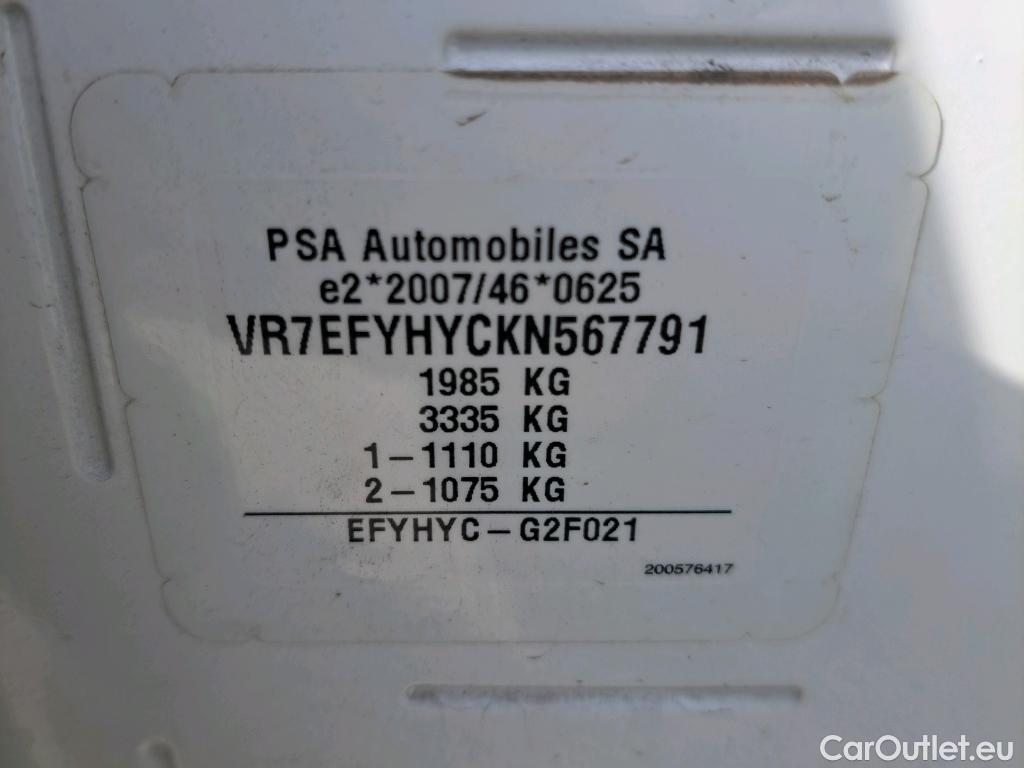 PSA Automobiles SA
e2*2007/46*0625
VR7EFYHYCKN567791
1985 KG
3335 KG
1-1110 KG
2-1075 KG
EFYHYC-G2F021
200576417
CarOutlet.eu